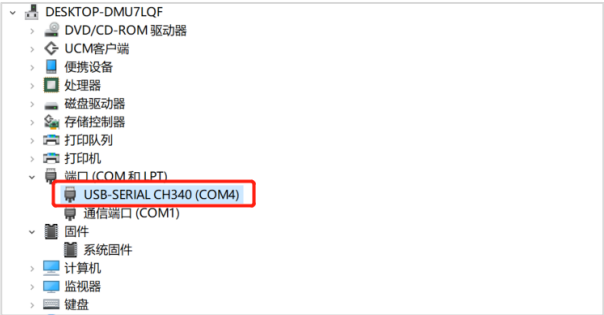 DESKTOP-DMU7LQF
DVD/CD-ROM 驱动器
UCM客户端
便携设备
处理器
磁盘驱动器
存储控制器
打印队列
打印机
端口 (COM 和 LPT)
USB-SERIAL CH340 (COM4)
通信端口 (COM1)
固件
系统固件
计算机
监视器
键盘